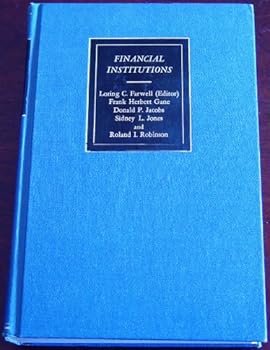 FINANCIAL
INSTITUTIONS
Loring C. Farwell (Editor)
Frank Herbert Gane
Donald P. Jacobs
Sidney L. Jones
and
Roland I. Robinson